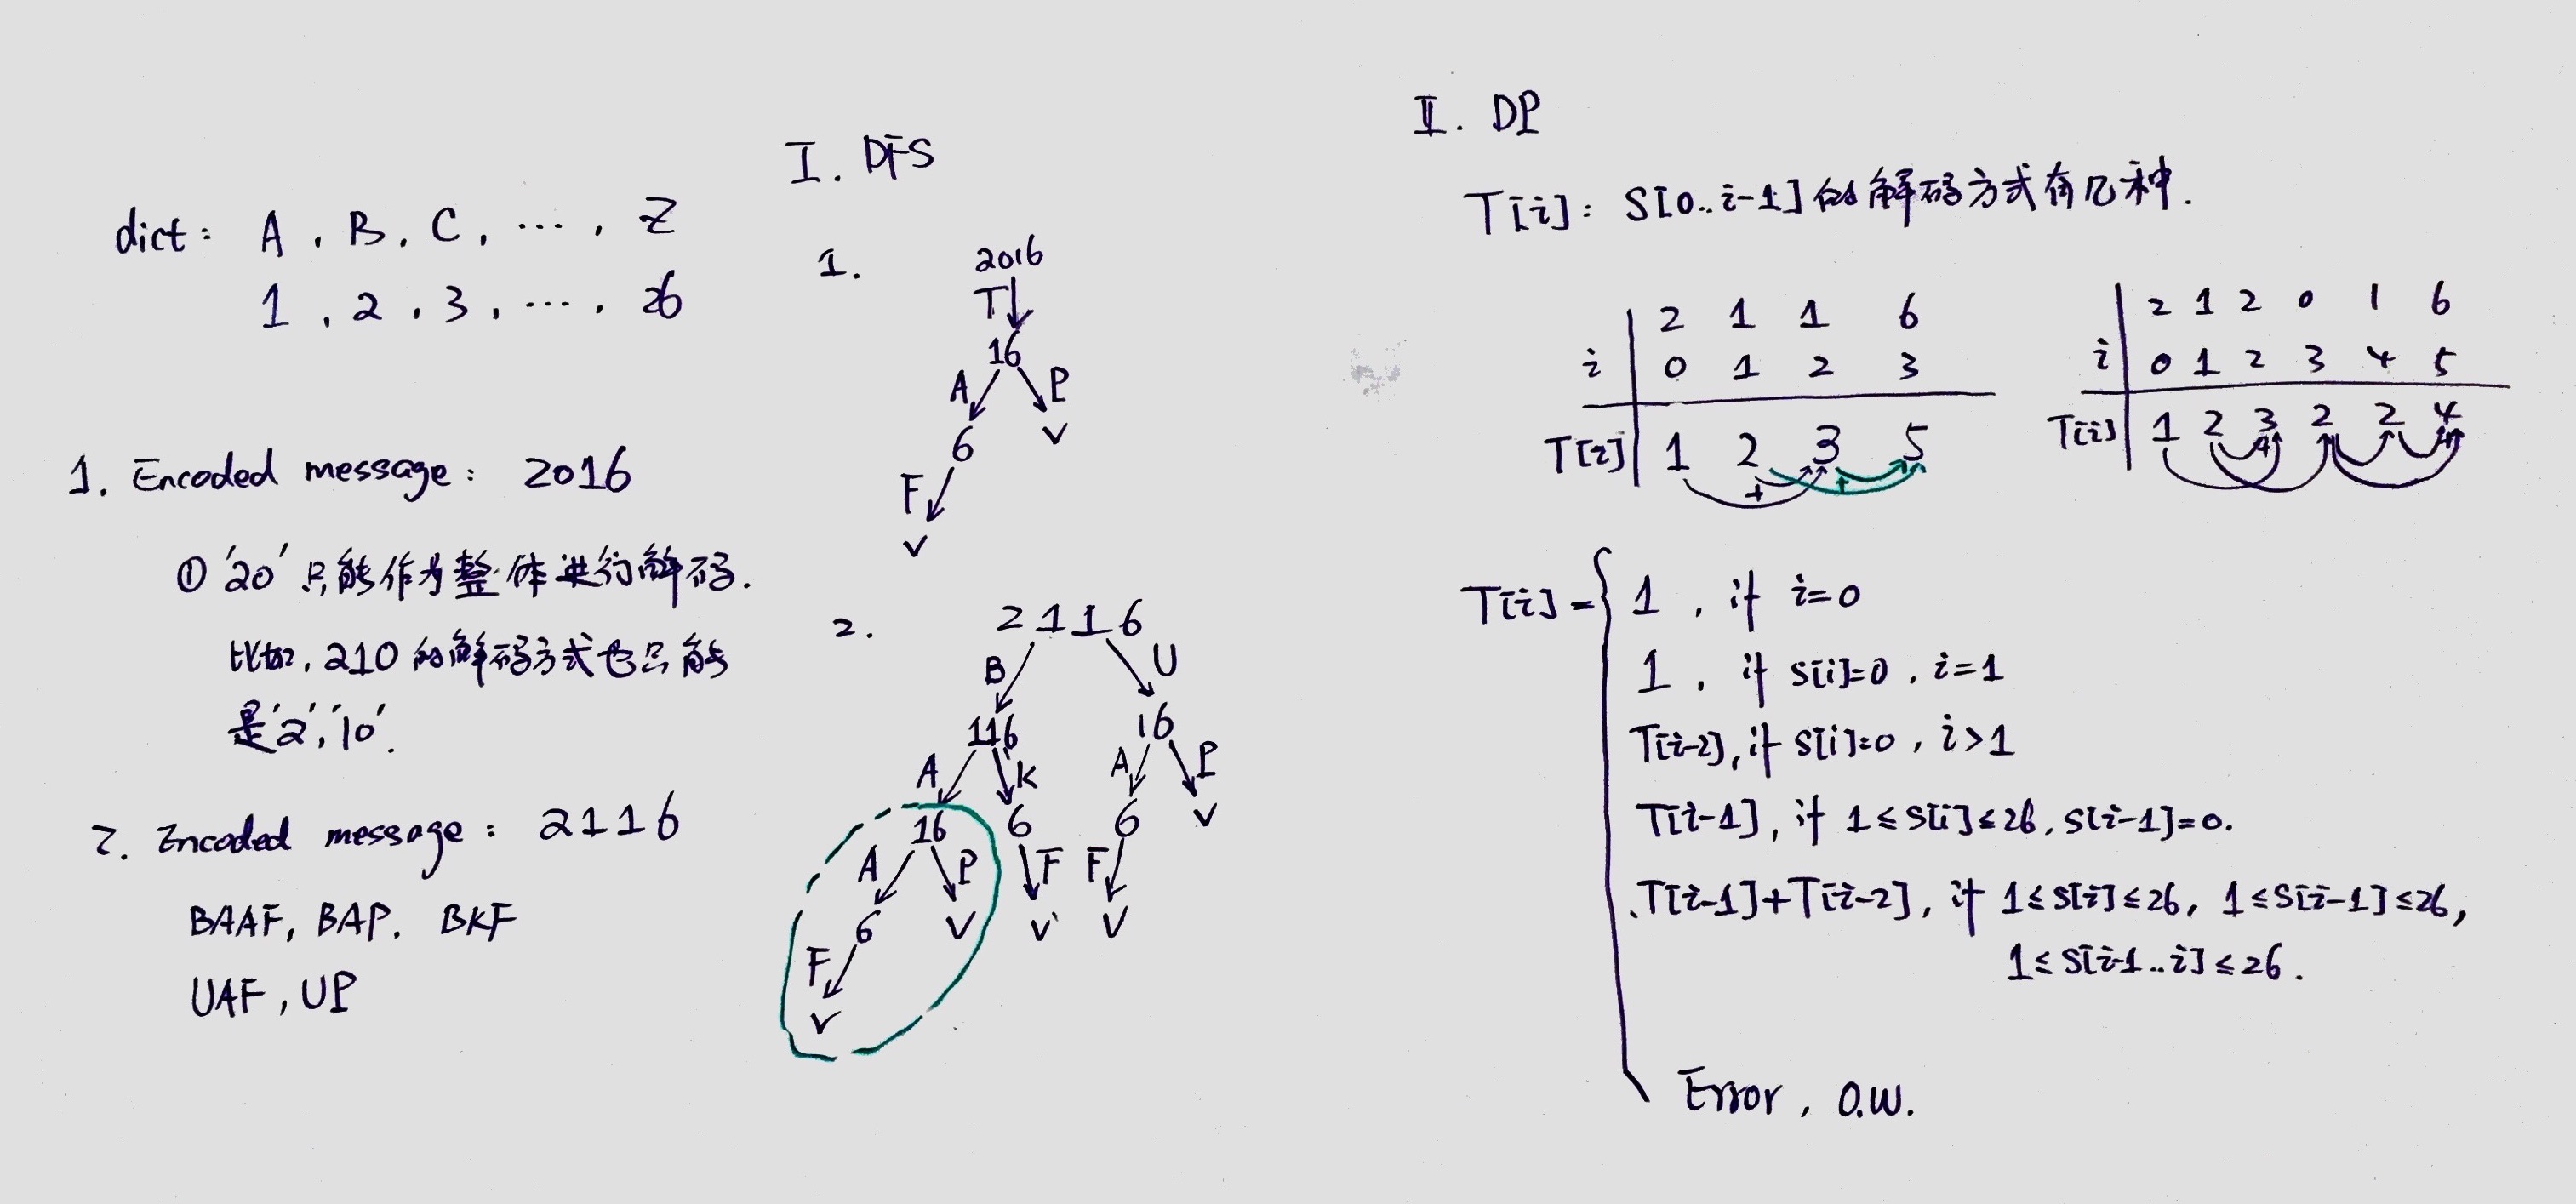 dict: A, B, C, ..., Z
1, 2, 3, ..., 26
1. Encoded message: 2016
① '20' 只能作为整体进行解码.
比如, 210 的解码方式也只能
是'2','10'.
2. Encoded message: 2116
BAAF, BAP, BKF
UAF, UP
I. DFS
1.
2016
T
16
A P
6 v
F
v
2.
2116
B U
116 16
A K A P
16 6 6 v
A P F F
6 v v v
F
v
II. DP
T[i]: S[0..i-1] 的解码方式有几种.
2 1 1 6
i 0 1 2 3
T[i] 1 2 3 5
+ +
2 1 2 0 1 6
i 0 1 2 3 4 5
T[i] 1 2 3 2 2 4
T[i] = 1, if i=0
1, if S[i]=0, i=1
T[i-2], if S[i]=0, i>1
T[i-1], if 1≤S[i]≤26, S[i-1]=0.
T[i-1]+T[i-2], if 1≤S[i]≤26, 1≤S[i-1]≤26,
1≤S[i-1..i]≤26.
Error, O.W.